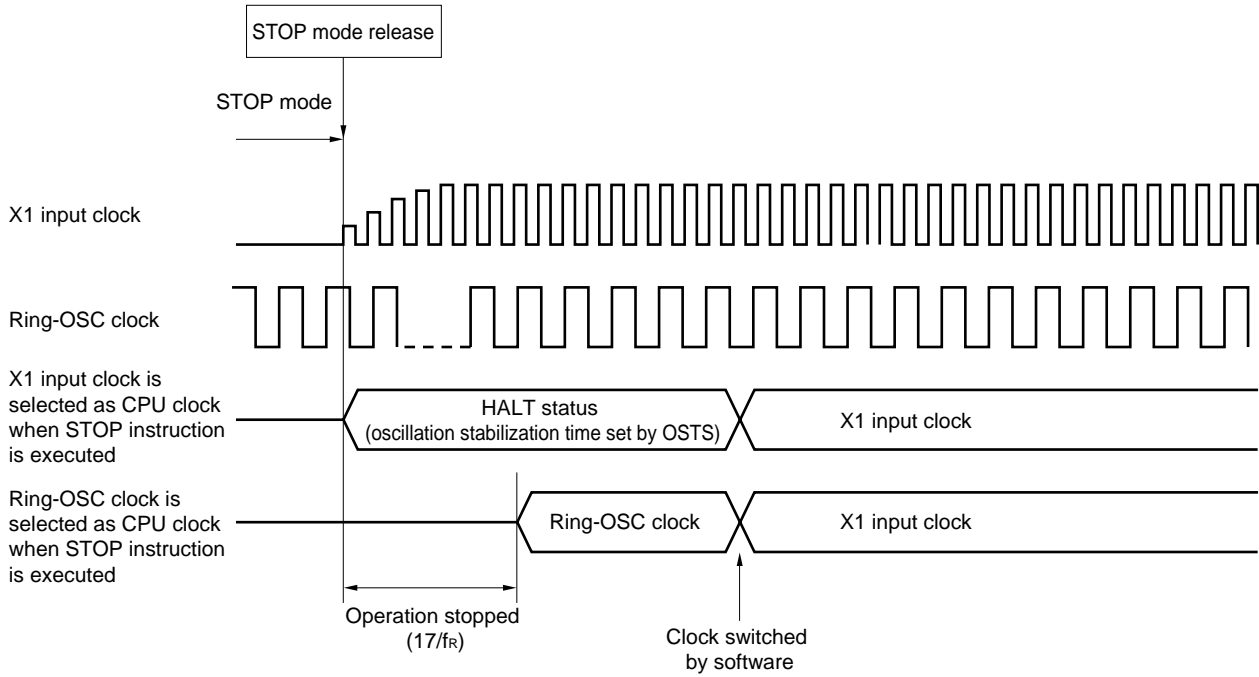 STOP mode release
STOP mode
X1 input clock
Ring-OSC clock
X1 input clock is
selected as CPU clock
when STOP instruction
is executed
HALT status
(oscillation stabilization time set by OSTS)
X1 input clock
Ring-OSC clock is
selected as CPU clock
when STOP instruction
is executed
Ring-OSC clock
X1 input clock
Operation stopped
(17/fR)
Clock switched
by software